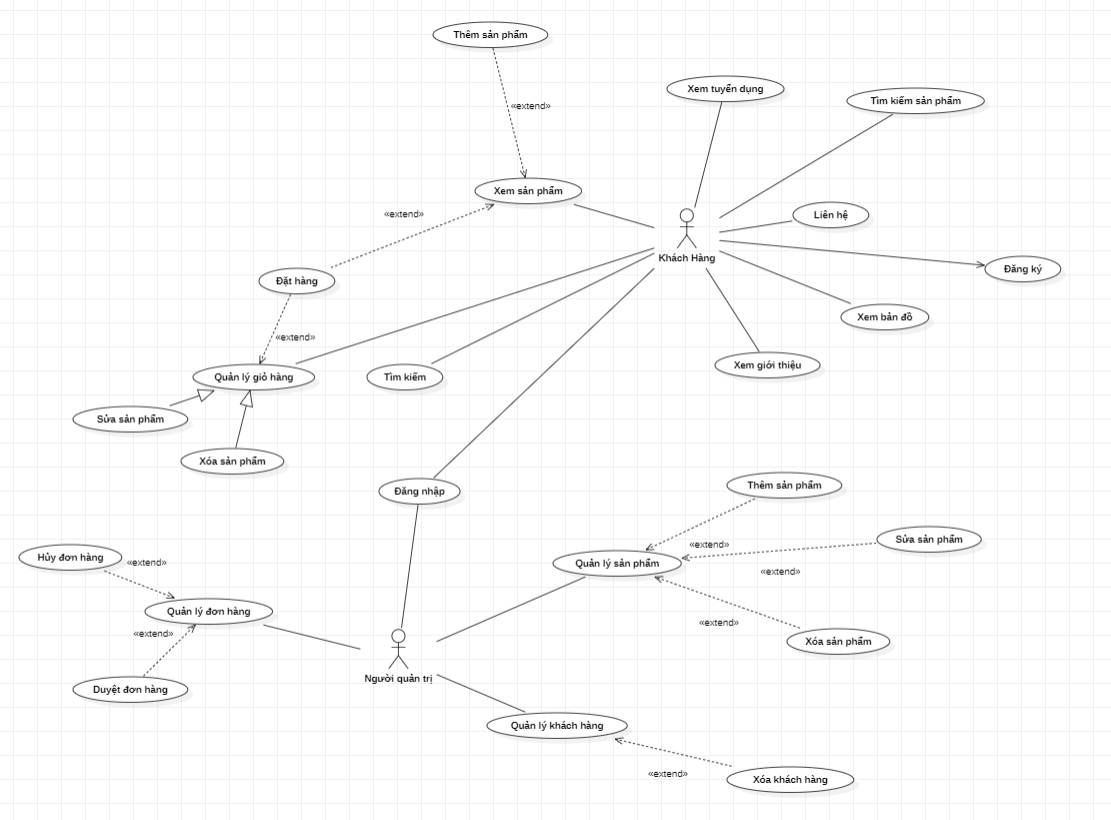 Thêm sản phẩm
Xem tuyển dụng
Tìm kiếm sản phẩm
«extend»
Xem sản phẩm
«extend»
Liên hệ
Khách Hàng
Đăng ký
Đặt hàng
Xem bản đồ
«extend»
Xem giới thiệu
Quản lý giỏ hàng
Tìm kiếm
Sửa sản phẩm
Xóa sản phẩm
Thêm sản phẩm
Đăng nhập
Sửa sản phẩm
«extend»
Hủy đơn hàng
«extend»
Quản lý sản phẩm
«extend»
Quản lý đơn hàng
«extend»
«extend»
Xóa sản phẩm
Người quản trị
Duyệt đơn hàng
Quản lý khách hàng
«extend»
Xóa khách hàng